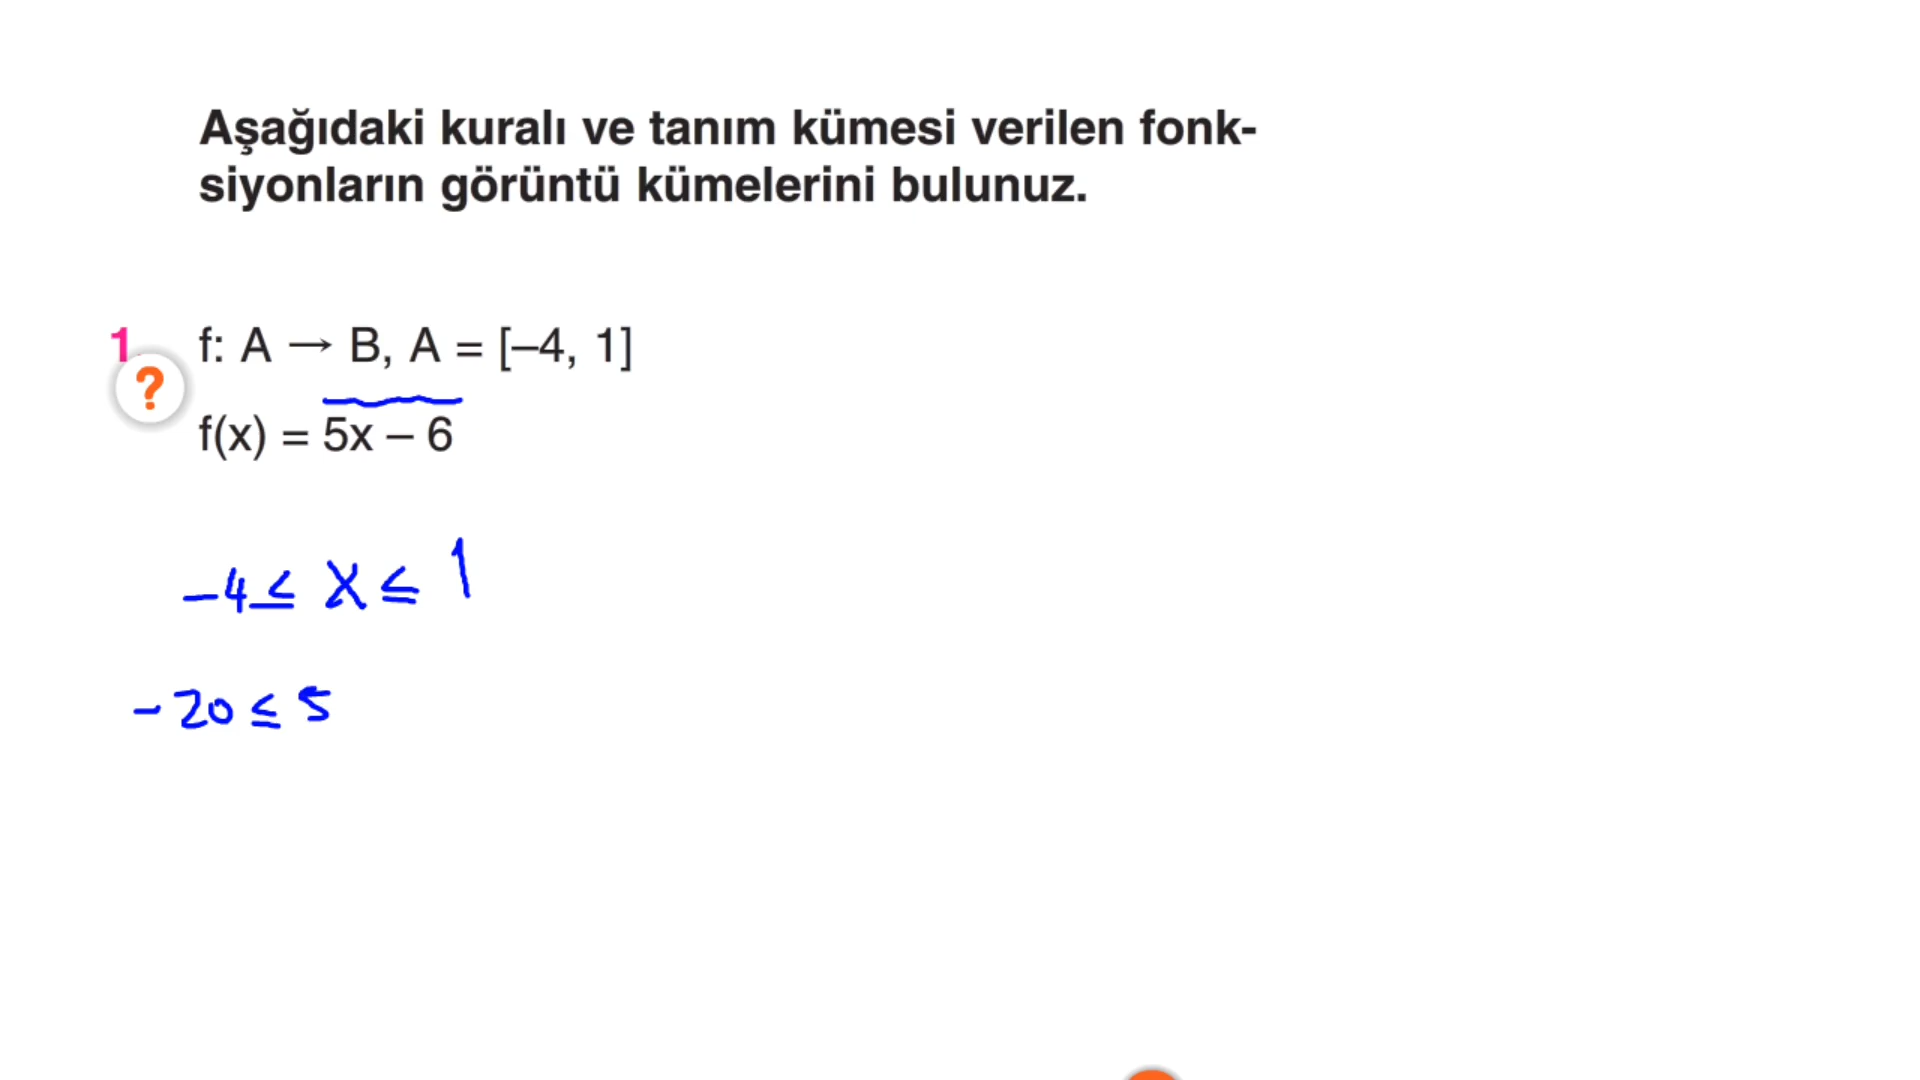 Aşağıdaki kuralı ve tanım kümesi verilen fonk-
siyonların görüntü kümelerini bulunuz.
1. f: A → B, A = [–4, 1]
?
f(x) = 5x – 6
-4 ≤ x ≤ 1
-20 ≤ 5